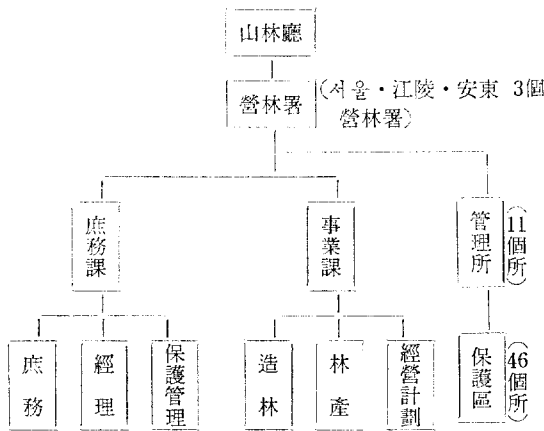 山林廳
營林署
(서울・江陵・安東 3個
營林署)
庶務課
事業課
管理所
(11個所)
庶務
經理
保護管理
造林
林產
經營計劃
保護區
(46個所)